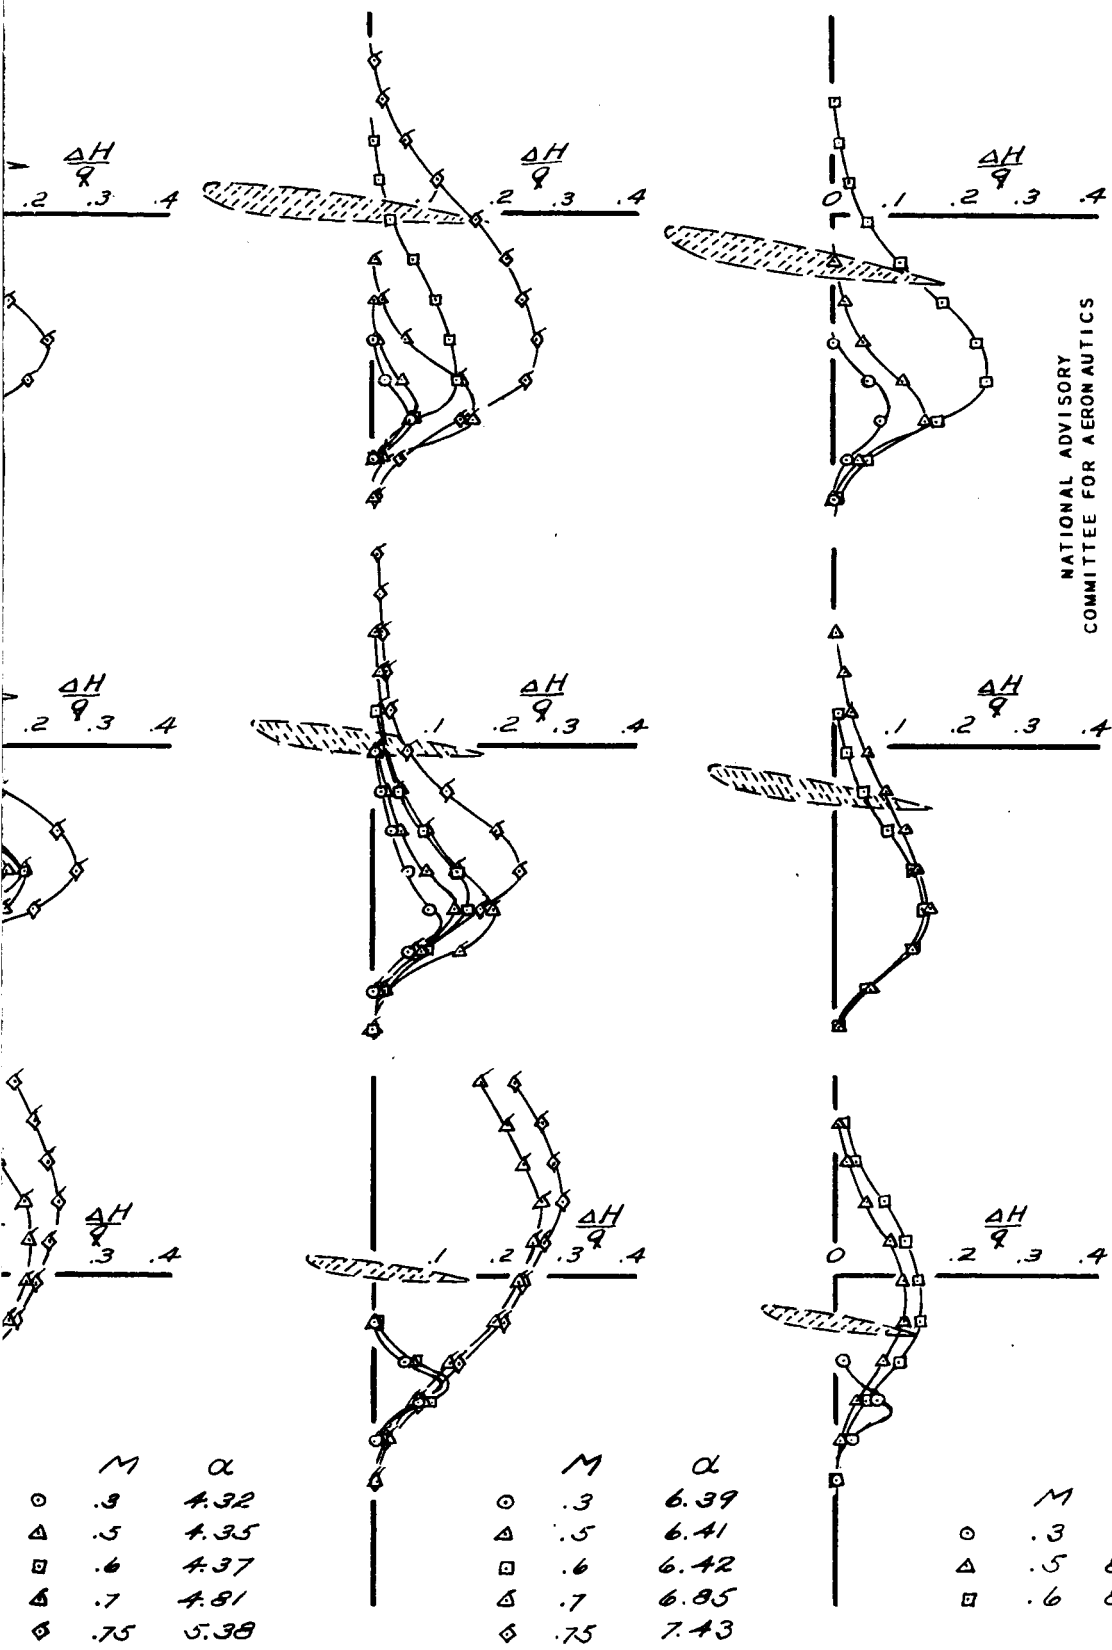 ΔH/q ΔH/q ΔH/q
.2 .3 .4 .1 .2 .3 .4 0 .1 .2 .3 .4
NATIONAL ADVISORY
COMMITTEE FOR AERONAUTICS
ΔH/q ΔH/q ΔH/q
.2 .3 .4 .1 .2 .3 .4 .1 .2 .3 .4
ΔH/q ΔH/q ΔH/q
.3 .4 .1 .2 .3 .4 0 .2 .3 .4
M α
.3 4.32
.5 4.35
.6 4.37
.7 4.81
.75 5.38
M α
.3 6.39
.5 6.41
.6 6.42
.7 6.85
.75 7.43
M
.3
.5
.6